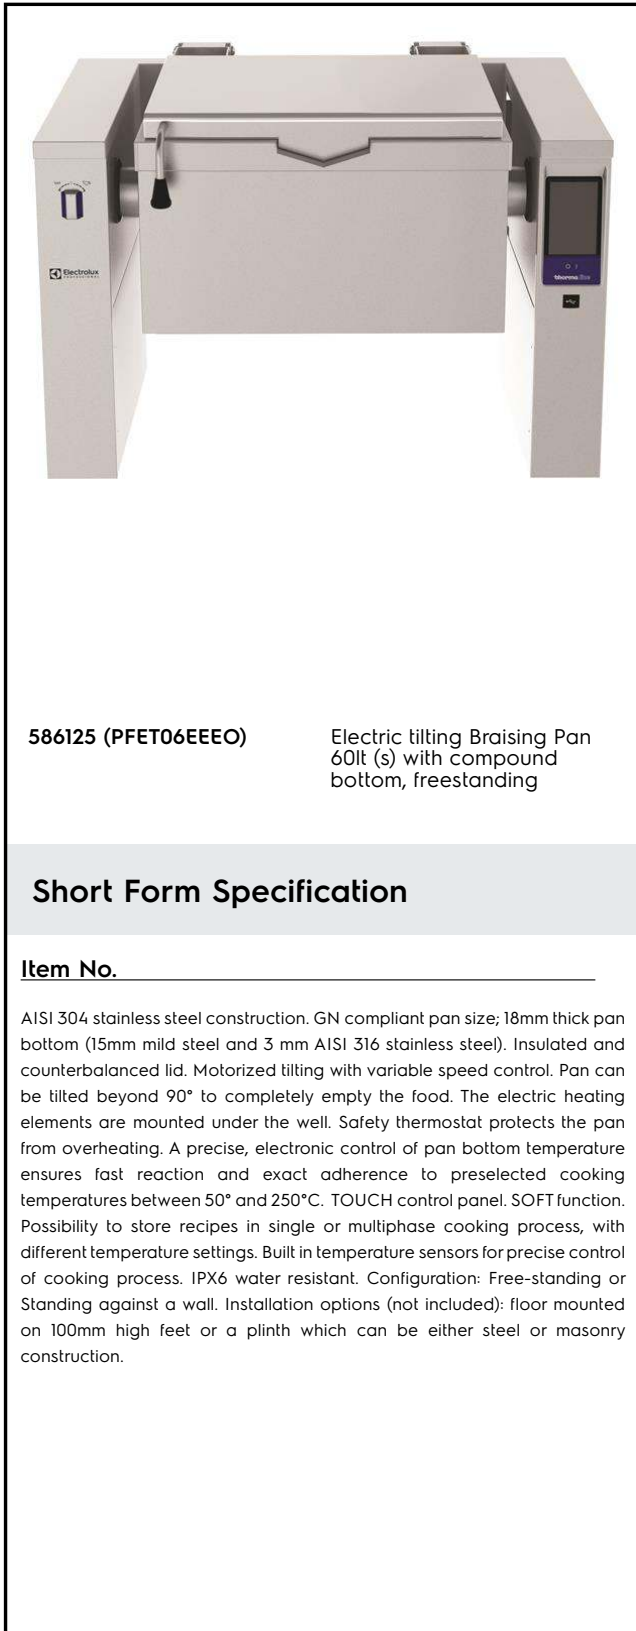 Electrolux
PROFESSIONAL
thermaline
586125 (PFET06EEEO)
Electric tilting Braising Pan
60lt (s) with compound
bottom, freestanding
Short Form Specification
Item No.
AISI 304 stainless steel construction. GN compliant pan size; 18mm thick pan
bottom (15mm mild steel and 3 mm AISI 316 stainless steel). Insulated and
counterbalanced lid. Motorized tilting with variable speed control. Pan can
be tilted beyond 90° to completely empty the food. The electric heating
elements are mounted under the well. Safety thermostat protects the pan
from overheating. A precise, electronic control of pan bottom temperature
ensures fast reaction and exact adherence to preselected cooking
temperatures between 50° and 250°C. TOUCH control panel. SOFT function.
Possibility to store recipes in single or multiphase cooking process, with
different temperature settings. Built in temperature sensors for precise control
of cooking process. IPX6 water resistant. Configuration: Free-standing or
Standing against a wall. Installation options (not included): floor mounted
on 100mm high feet or a plinth which can be either steel or masonry
construction.